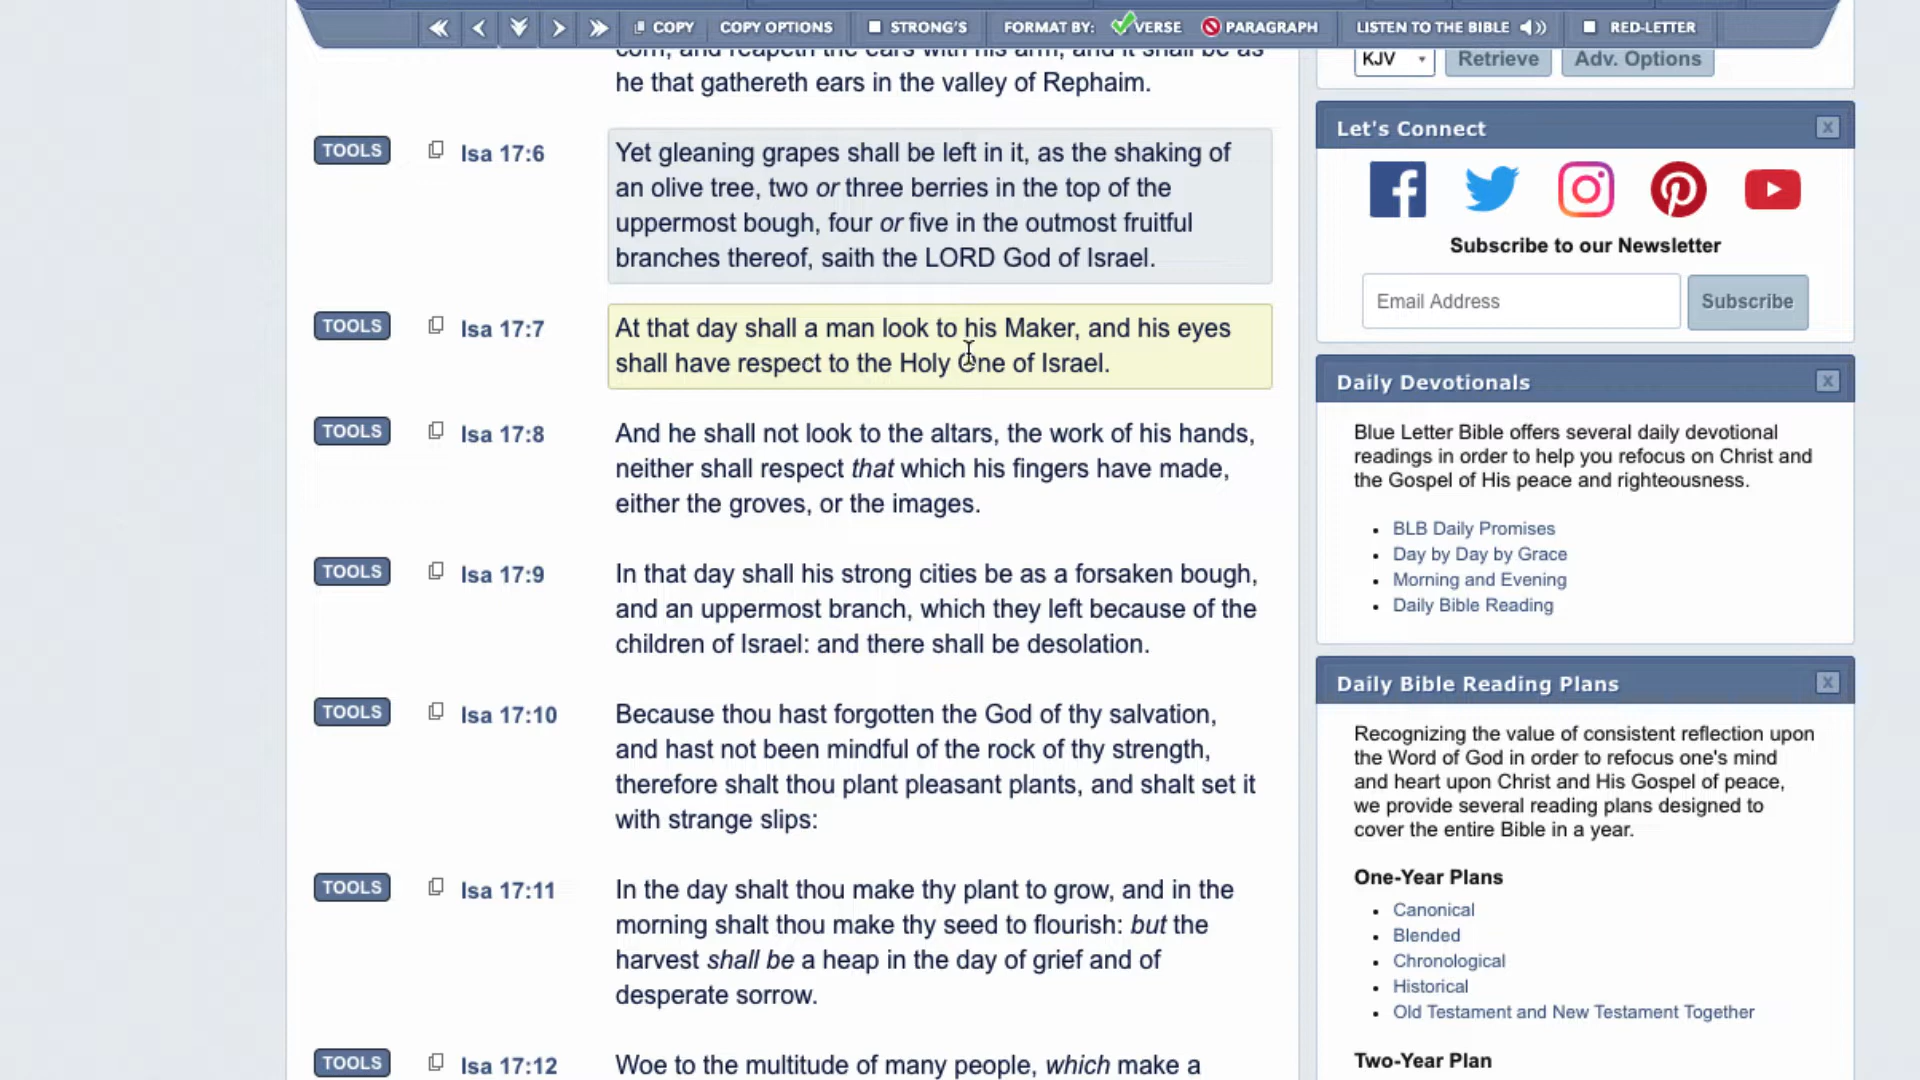 COPY COPY OPTIONS STRONG'S FORMAT BY: VERSE PARAGRAPH LISTEN TO THE BIBLE RED-LETTER
corn, and reapeth the ears with his arm; and it shall be as
he that gathereth ears in the valley of Rephaim.
TOOLS Isa 17:6
Yet gleaning grapes shall be left in it, as the shaking of
an olive tree, two or three berries in the top of the
uppermost bough, four or five in the outmost fruitful
branches thereof, saith the LORD God of Israel.
TOOLS Isa 17:7
At that day shall a man look to his Maker, and his eyes
shall have respect to the Holy One of Israel.
TOOLS Isa 17:8
And he shall not look to the altars, the work of his hands,
neither shall respect that which his fingers have made,
either the groves, or the images.
TOOLS Isa 17:9
In that day shall his strong cities be as a forsaken bough,
and an uppermost branch, which they left because of the
children of Israel: and there shall be desolation.
TOOLS Isa 17:10
Because thou hast forgotten the God of thy salvation,
and hast not been mindful of the rock of thy strength,
therefore shalt thou plant pleasant plants, and shalt set it
with strange slips:
TOOLS Isa 17:11
In the day shalt thou make thy plant to grow, and in the
morning shalt thou make thy seed to flourish: but the
harvest shall be a heap in the day of grief and of
desperate sorrow.
TOOLS Isa 17:12
Woe to the multitude of many people, which make a
KJV Retrieve Adv. Options
Let's Connect X
Subscribe to our Newsletter
Email Address Subscribe
Daily Devotionals X
Blue Letter Bible offers several daily devotional
readings in order to help you refocus on Christ and
the Gospel of His peace and righteousness.
BLB Daily Promises
Day by Day by Grace
Morning and Evening
Daily Bible Reading
Daily Bible Reading Plans X
Recognizing the value of consistent reflection upon
the Word of God in order to refocus one's mind
and heart upon Christ and His Gospel of peace,
we provide several reading plans designed to
cover the entire Bible in a year.
One-Year Plans
Canonical
Blended
Chronological
Historical
Old Testament and New Testament Together
Two-Year Plan